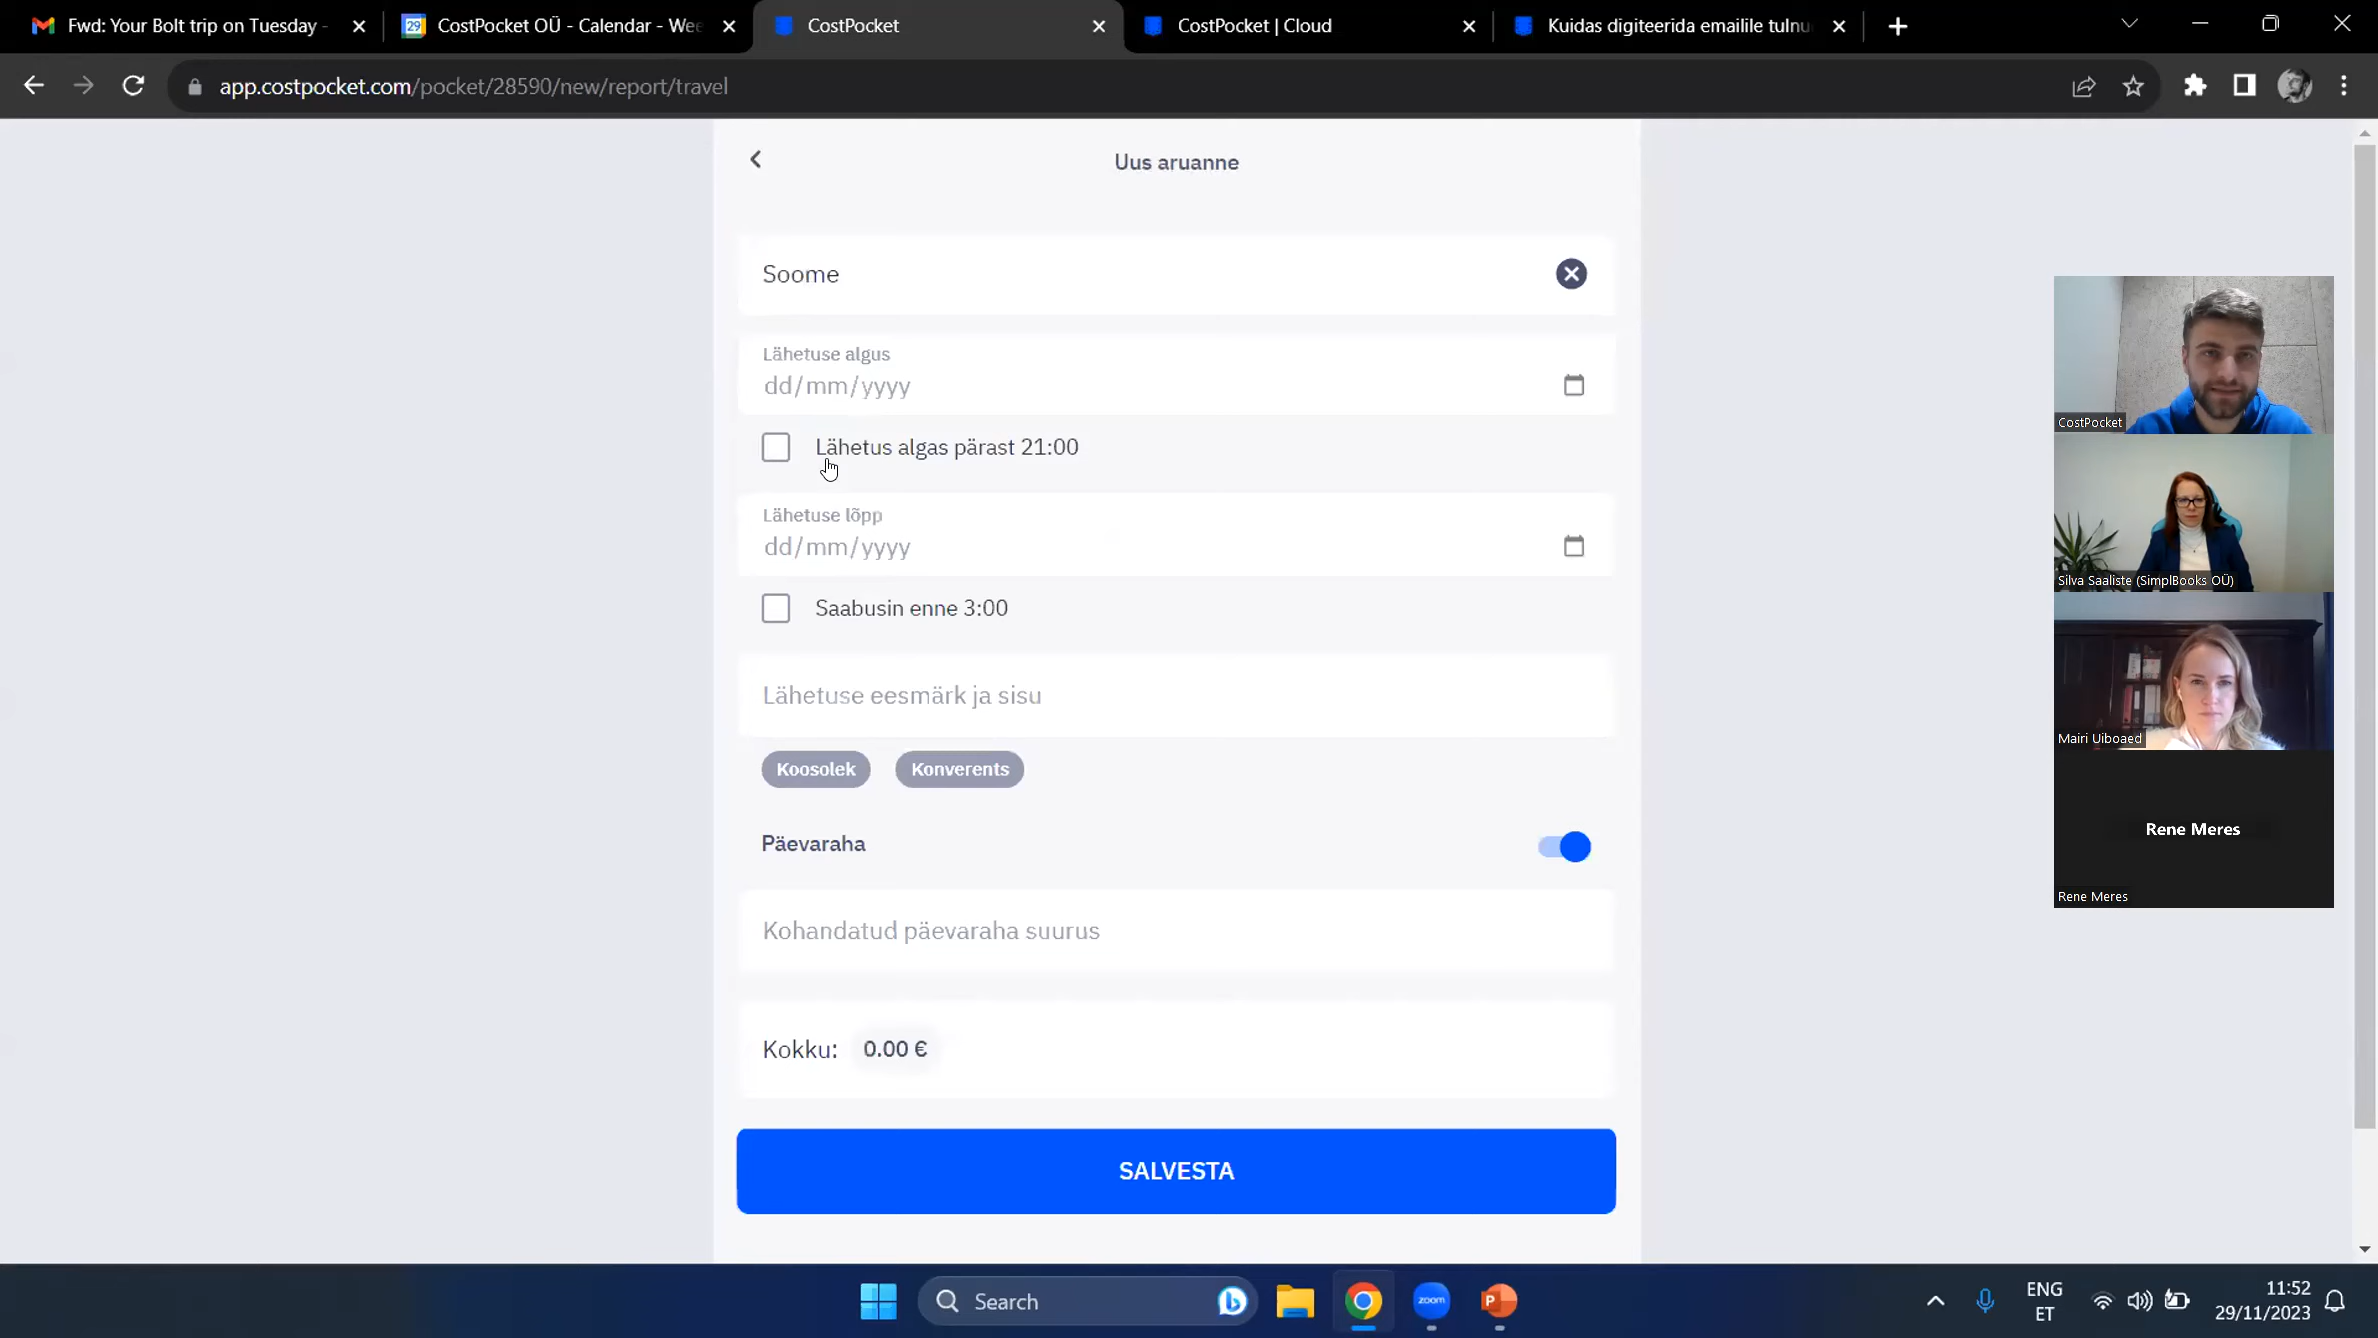 Fwd: Your Bolt trip on Tuesday -
CostPocket OÜ - Calendar - Wee
CostPocket
CostPocket | Cloud
Kuidas digiteerida emailile tulnu
app.costpocket.com/pocket/28590/new/report/travel
Uus aruanne
Soome
Lähetuse algus
dd/mm/yyyy
Lähetus algas pärast 21:00
Lähetuse lõpp
dd/mm/yyyy
Saabusin enne 3:00
Lähetuse eesmärk ja sisu
Koosolek
Konverents
Päevaraha
Kohandatud päevaraha suurus
Kokku: 0.00 €
SALVESTA
CostPocket
Silva Saaliste (SimplBooks OÜ)
Mairi Uiboaed
Rene Meres
Rene Meres
29
Search
zoom
P
ENG
ET
11:52
29/11/2023